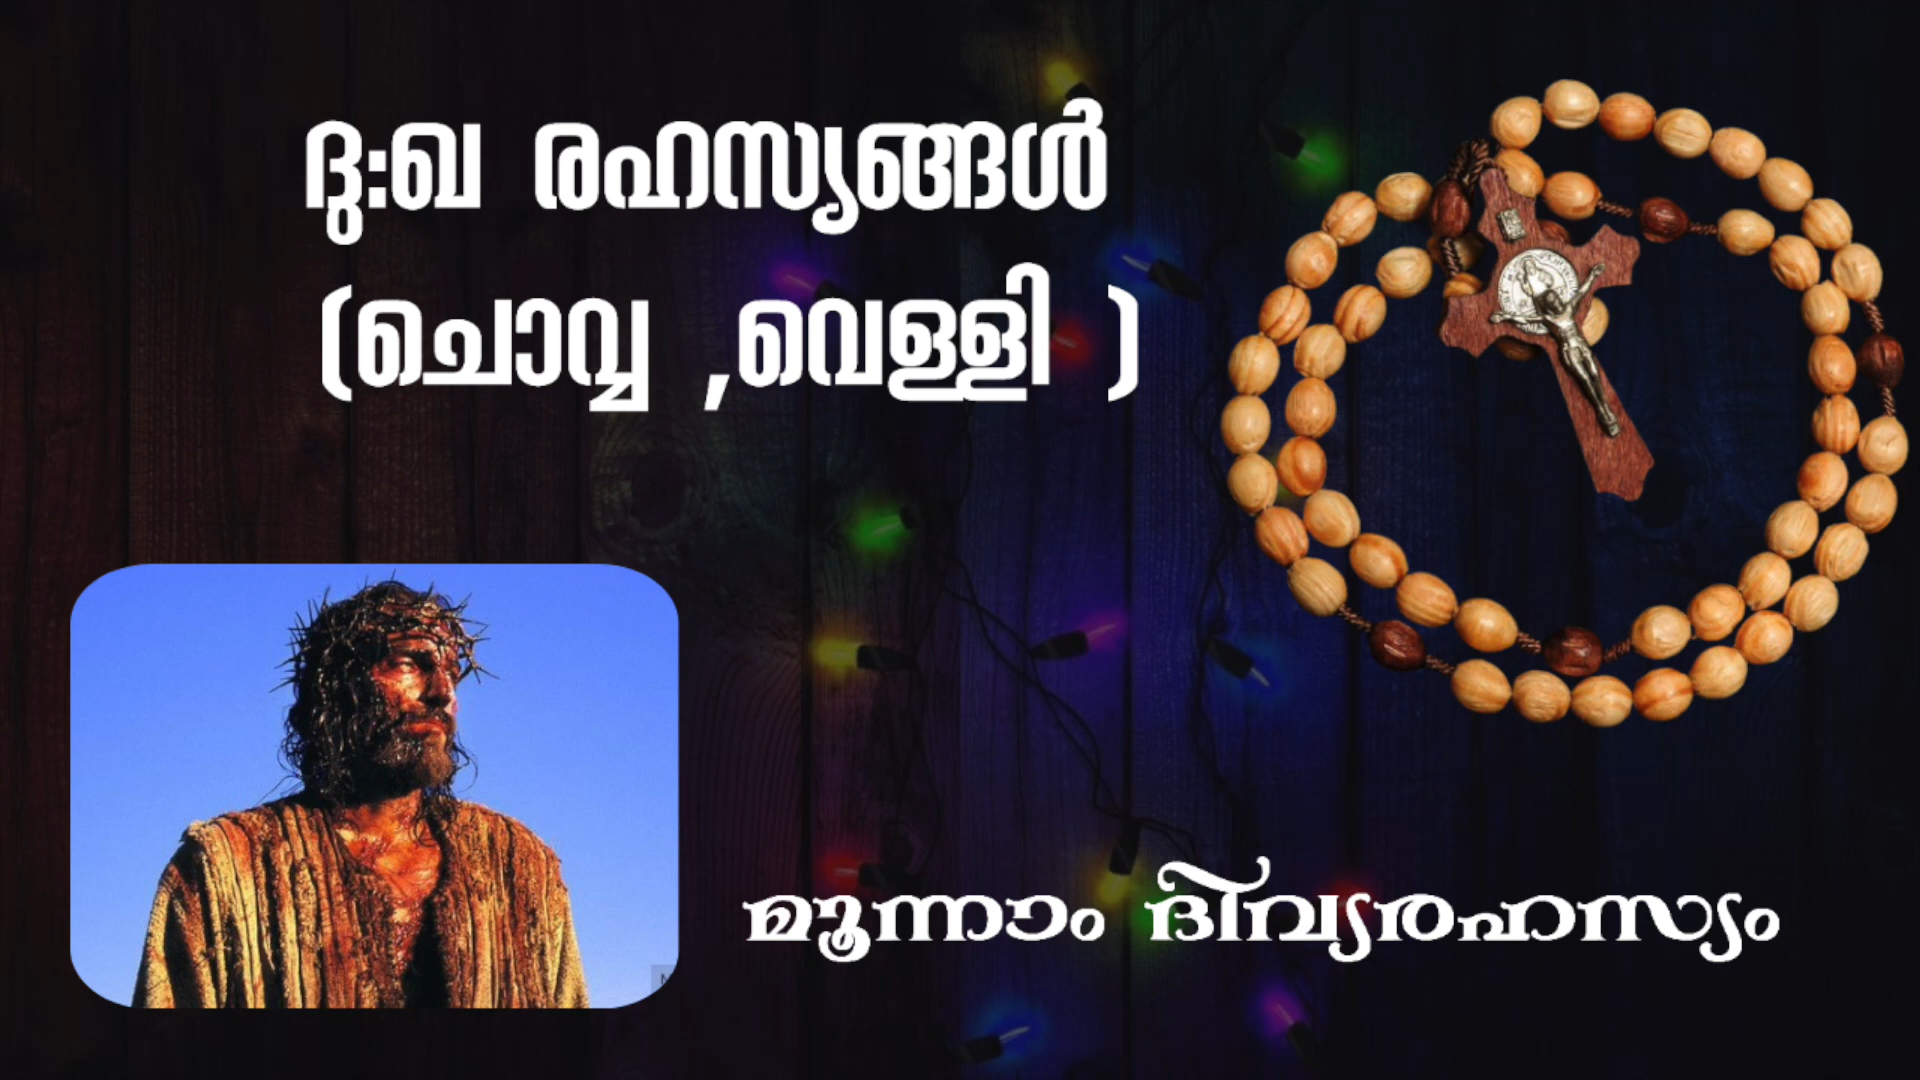 ദു:ഖ രഹസ്യങ്ങൾ
(ചൊവ്വ ,വെള്ളി )
മൂന്നാം ദിവ്യരഹസ്യം